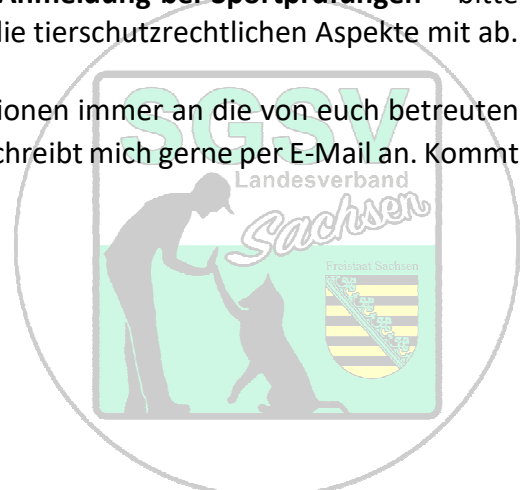 Anmeldung bei Sportprüfungen – bitte
die tierschutzrechtlichen Aspekte mit ab.
ionen immer an die von euch betreuten
chreibt mich gerne per E-Mail an. Kommt
SGSV
Landesverband
Sachsen
Freistaat Sachsen